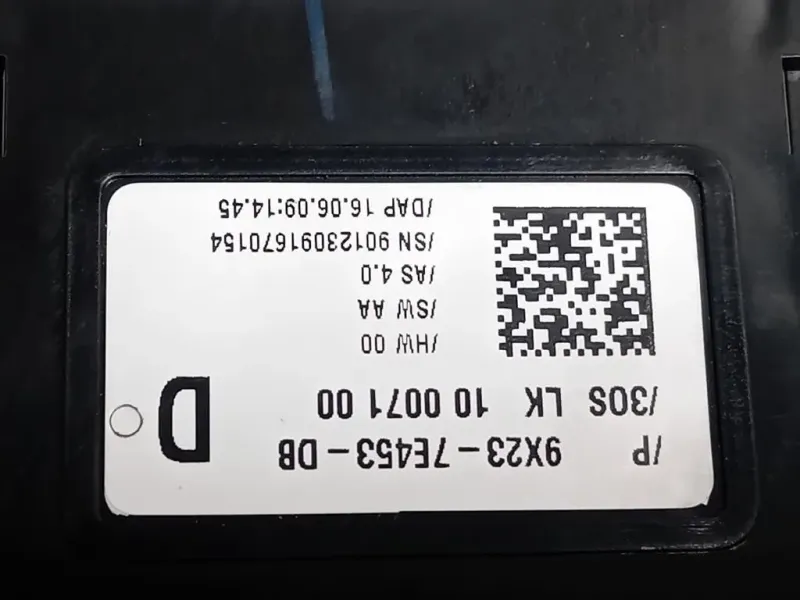 /P 9X23-7E453-DB
/30S LK 10 0071 00
D
/HW 00
/SW AA
/AS 4.0
/SN 90123091670154
/DAP 16.06.09:14.45